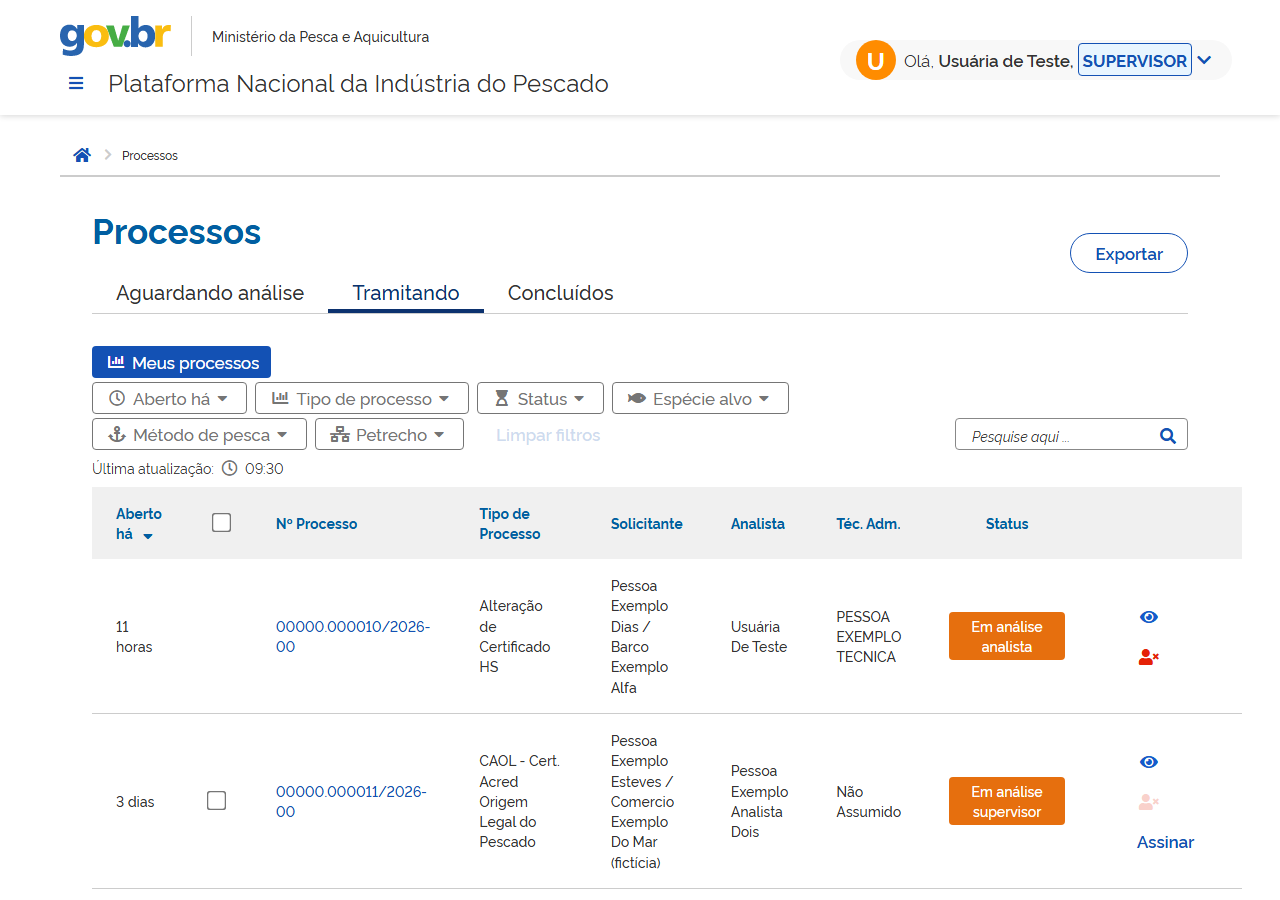 gov.br
Ministério da Pesca e Aquicultura
Plataforma Nacional da Indústria do Pescado
U Olá, Usuária de Teste, SUPERVISOR
Processos
Processos
Exportar
Aguardando análise Tramitando Concluídos
Meus processos
Aberto há Tipo de processo Status Espécie alvo
Método de pesca Petrecho Limpar filtros Pesquise aqui ...
Última atualização: 09:30
Aberto
há
Nº Processo
Tipo de
Processo
Solicitante
Analista
Téc. Adm.
Status
11
horas
00000.000010/2026-
00
Alteração
de
Certificado
HS
Pessoa
Exemplo
Dias /
Barco
Exemplo
Alfa
Usuária
De Teste
PESSOA
EXEMPLO
TECNICA
Em análise
analista
3 dias
00000.000011/2026-
00
CAOL - Cert.
Acred
Origem
Legal do
Pescado
Pessoa
Exemplo
Esteves /
Comercio
Exemplo
Do Mar
(fictícia)
Pessoa
Exemplo
Analista
Dois
Não
Assumido
Em análise
supervisor
Assinar